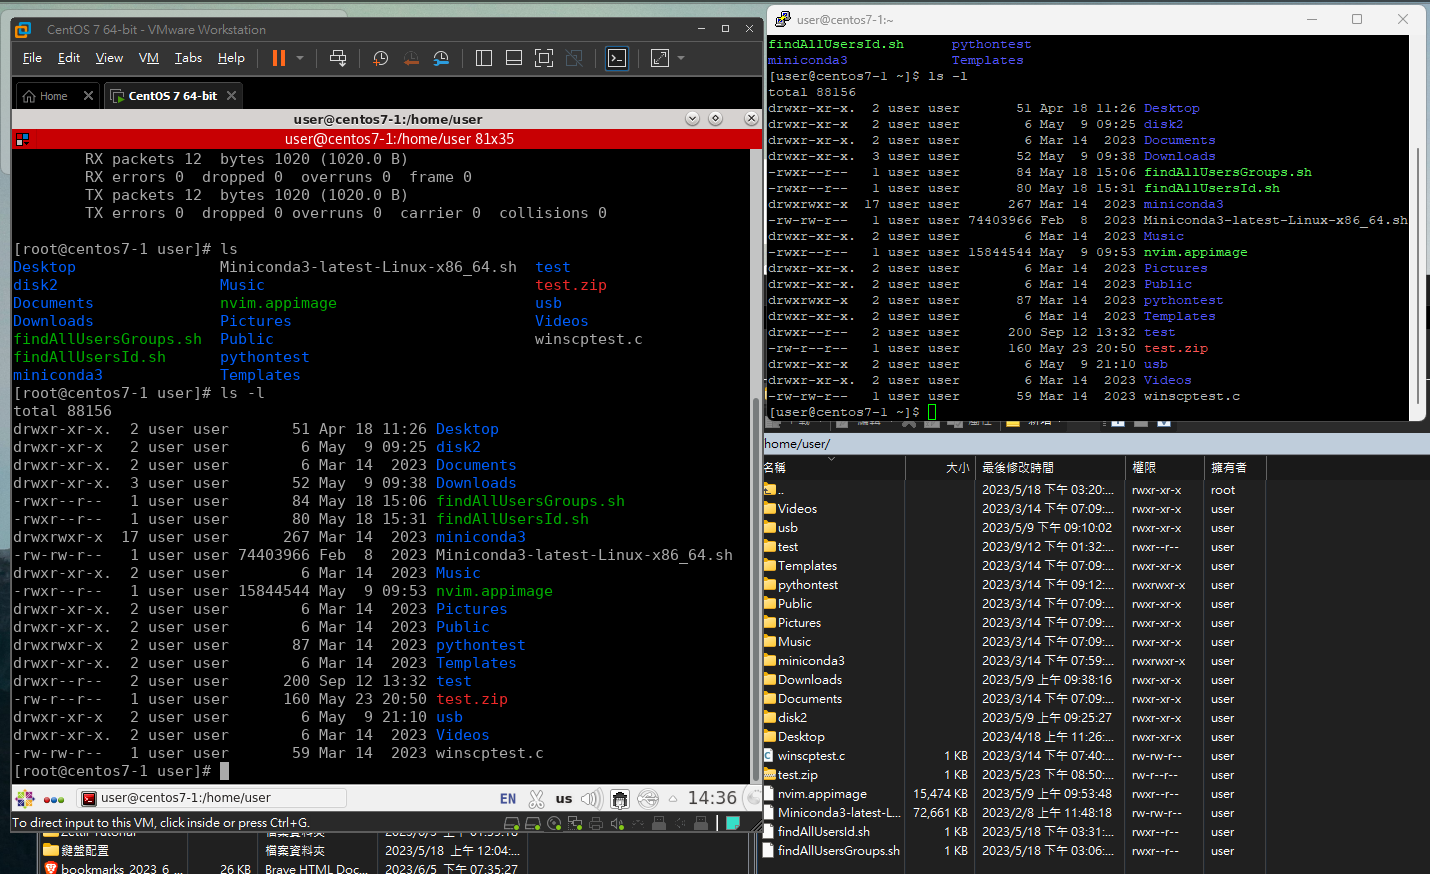 CentOS 7 64-bit - VMware Workstation
File Edit View VM Tabs Help
Home
CentOS 7 64-bit
user@centos7-1:/home/user
user@centos7-1:/home/user 81x35
RX packets 12 bytes 1020 (1020.0 B)
RX errors 0 dropped 0 overruns 0 frame 0
TX packets 12 bytes 1020 (1020.0 B)
TX errors 0 dropped 0 overruns 0 carrier 0 collisions 0
[root@centos7-1 user]# ls
Desktop Miniconda3-latest-Linux-x86_64.sh test
disk2 Music test.zip
Documents nvim.appimage usb
Downloads Pictures Videos
findAllUsersGroups.sh Public winscptest.c
findAllUsersId.sh pythontest
miniconda3 Templates
[root@centos7-1 user]# ls -l
total 88156
drwxr-xr-x. 2 user user 51 Apr 18 11:26 Desktop
drwxr-xr-x 2 user user 6 May 9 09:25 disk2
drwxr-xr-x. 2 user user 6 Mar 14 2023 Documents
drwxr-xr-x. 3 user user 52 May 9 09:38 Downloads
-rwxr--r-- 1 user user 84 May 18 15:06 findAllUsersGroups.sh
-rwxr--r-- 1 user user 80 May 18 15:31 findAllUsersId.sh
drwxrwxr-x 17 user user 267 Mar 14 2023 miniconda3
-rw-rw-r-- 1 user user 74403966 Feb 8 2023 Miniconda3-latest-Linux-x86_64.sh
drwxr-xr-x. 2 user user 6 Mar 14 2023 Music
-rwxr--r-- 1 user user 15844544 May 9 09:53 nvim.appimage
drwxr-xr-x. 2 user user 6 Mar 14 2023 Pictures
drwxr-xr-x. 2 user user 6 Mar 14 2023 Public
drwxrwxr-x 2 user user 87 Mar 14 2023 pythontest
drwxr-xr-x. 2 user user 6 Mar 14 2023 Templates
drwxr--r-- 2 user user 200 Sep 12 13:32 test
-rw-r--r-- 1 user user 160 May 23 20:50 test.zip
drwxr-xr-x 2 user user 6 May 9 21:10 usb
drwxr-xr-x. 2 user user 6 Mar 14 2023 Videos
-rw-rw-r-- 1 user user 59 Mar 14 2023 winscptest.c
[root@centos7-1 user]#
user@centos7-1:/home/user
EN us 14:36
To direct input to this VM, click inside or press Ctrl+G.
檔案資料夾
鍵盤配置 檔案資料夾 2023/5/18 上午 12:04:...
bookmarks_2023_6_... 26 KB Brave HTML Doc... 2023/6/5 下午 07:35:27
user@centos7-1:~
findAllUsersId.sh pythontest
miniconda3 Templates
[user@centos7-1 ~]$ ls -l
total 88156
drwxr-xr-x. 2 user user 51 Apr 18 11:26 Desktop
drwxr-xr-x 2 user user 6 May 9 09:25 disk2
drwxr-xr-x. 2 user user 6 Mar 14 2023 Documents
drwxr-xr-x. 3 user user 52 May 9 09:38 Downloads
-rwxr--r-- 1 user user 84 May 18 15:06 findAllUsersGroups.sh
-rwxr--r-- 1 user user 80 May 18 15:31 findAllUsersId.sh
drwxrwxr-x 17 user user 267 Mar 14 2023 miniconda3
-rw-rw-r-- 1 user user 74403966 Feb 8 2023 Miniconda3-latest-Linux-x86_64.sh
drwxr-xr-x. 2 user user 6 Mar 14 2023 Music
-rwxr--r-- 1 user user 15844544 May 9 09:53 nvim.appimage
drwxr-xr-x. 2 user user 6 Mar 14 2023 Pictures
drwxr-xr-x. 2 user user 6 Mar 14 2023 Public
drwxrwxr-x 2 user user 87 Mar 14 2023 pythontest
drwxr-xr-x. 2 user user 6 Mar 14 2023 Templates
drwxr--r-- 2 user user 200 Sep 12 13:32 test
-rw-r--r-- 1 user user 160 May 23 20:50 test.zip
drwxr-xr-x 2 user user 6 May 9 21:10 usb
drwxr-xr-x. 2 user user 6 Mar 14 2023 Videos
-rw-rw-r-- 1 user user 59 Mar 14 2023 winscptest.c
[user@centos7-1 ~]$
home/user/
名稱 大小 最後修改時間 權限 擁有者
.. 2023/5/18 下午 03:20:... rwxr-xr-x root
Videos 2023/3/14 下午 07:09:... rwxr-xr-x user
usb 2023/5/9 下午 09:10:02 rwxr-xr-x user
test 2023/9/12 下午 01:32:... rwxr--r-- user
Templates 2023/3/14 下午 07:09:... rwxr-xr-x user
pythontest 2023/3/14 下午 09:12:... rwxrwxr-x user
Public 2023/3/14 下午 07:09:... rwxr-xr-x user
Pictures 2023/3/14 下午 07:09:... rwxr-xr-x user
Music 2023/3/14 下午 07:09:... rwxr-xr-x user
miniconda3 2023/3/14 下午 07:59:... rwxrwxr-x user
Downloads 2023/5/9 上午 09:38:16 rwxr-xr-x user
Documents 2023/3/14 下午 07:09:... rwxr-xr-x user
disk2 2023/5/9 上午 09:25:27 rwxr-xr-x user
Desktop 2023/4/18 上午 11:26:... rwxr-xr-x user
winscptest.c 1 KB 2023/3/14 下午 07:40:... rw-rw-r-- user
test.zip 1 KB 2023/5/23 下午 08:50:... rw-r--r-- user
nvim.appimage 15,474 KB 2023/5/9 上午 09:53:48 rwxr--r-- user
Miniconda3-latest-L... 72,661 KB 2023/2/8 上午 11:48:18 rw-rw-r-- user
findAllUsersId.sh 1 KB 2023/5/18 下午 03:31:... rwxr--r-- user
findAllUsersGroups.sh 1 KB 2023/5/18 下午 03:06:... rwxr--r-- user